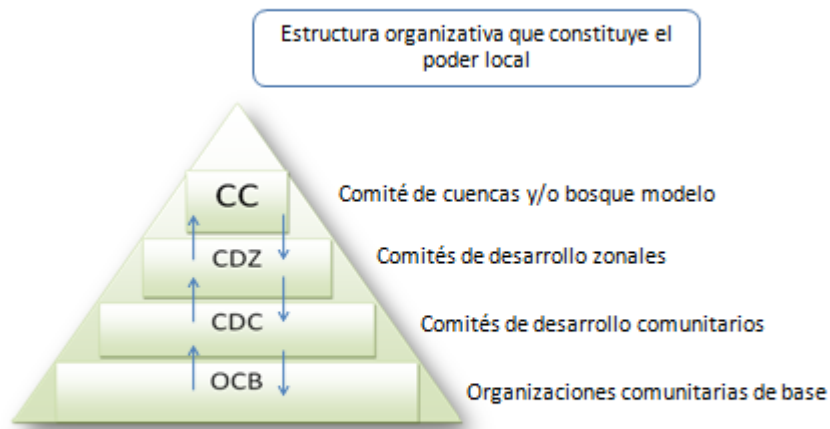 Estructura organizativa que constituye el
poder local
CC
Comité de cuencas y/o bosque modelo
CDZ
Comités de desarrollo zonales
CDC
Comités de desarrollo comunitarios
OCB
Organizaciones comunitarias de base